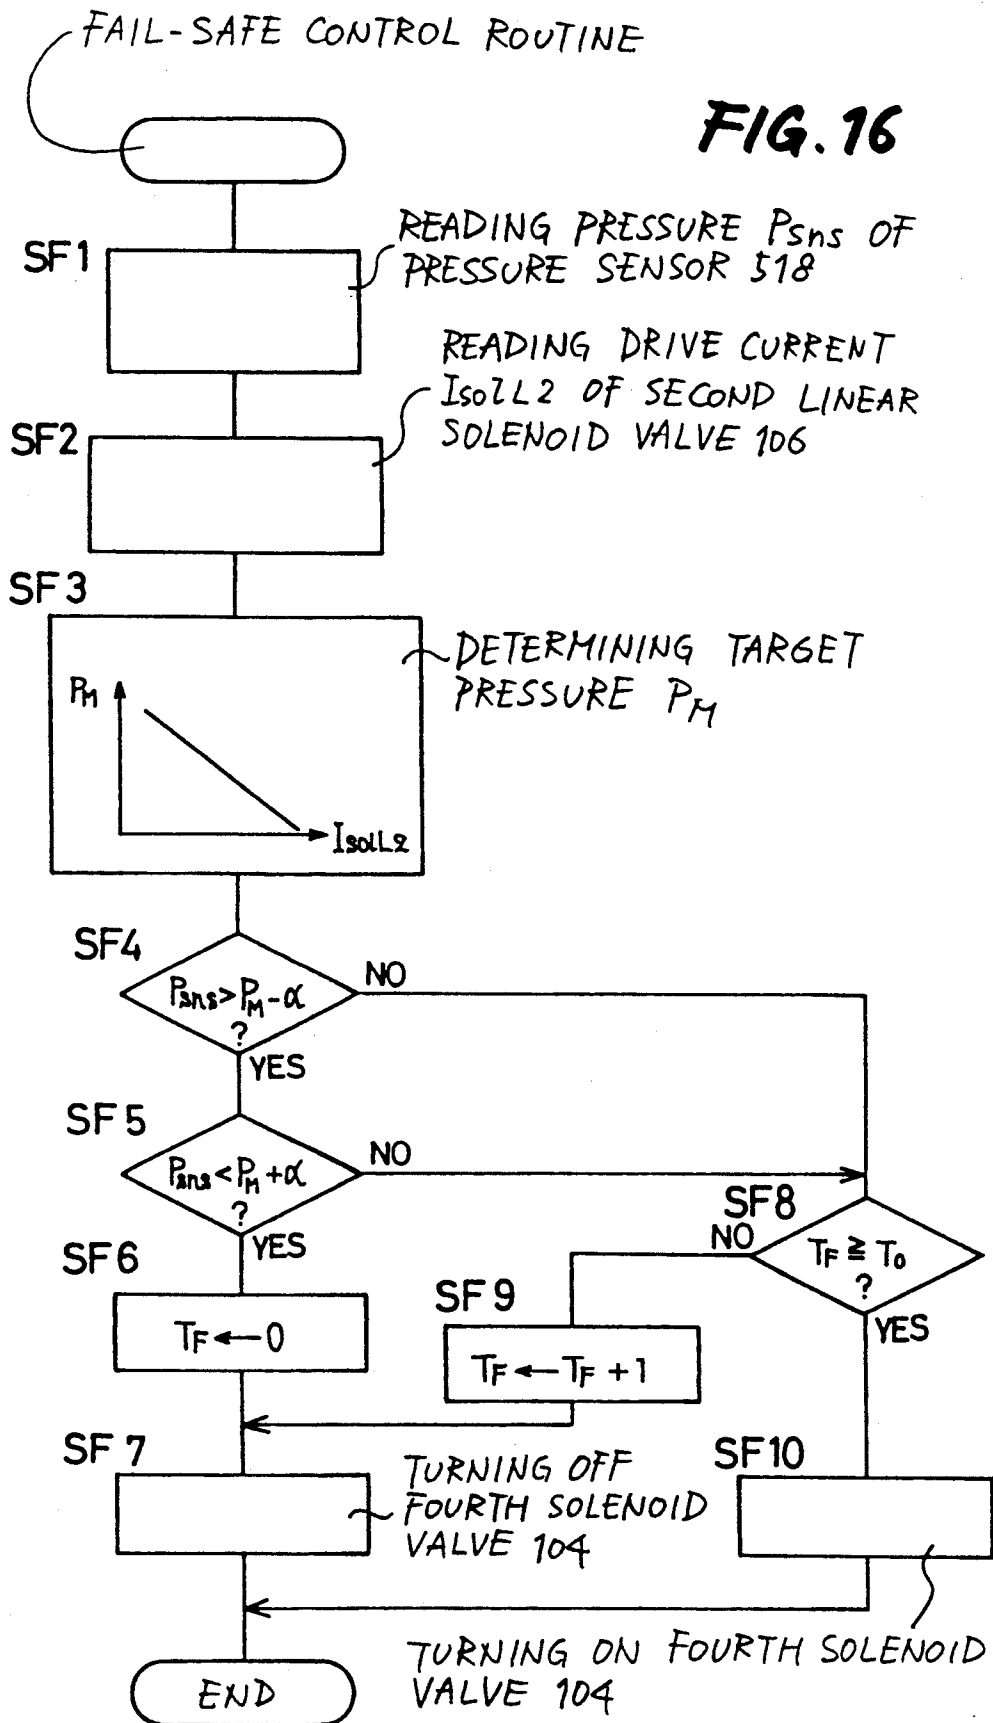 FAIL-SAFE CONTROL ROUTINE
FIG. 16
SF1
READING PRESSURE Psns OF
PRESSURE SENSOR 518
READING DRIVE CURRENT
IsolL2 OF SECOND LINEAR
SOLENOID VALVE 106
SF2
SF3
DETERMINING TARGET
PRESSURE PM
PM
IsolL2
SF4
Psns > PM - α
?
NO
YES
SF5
Psns < PM + α
?
NO
YES
SF8
TF ≧ To
?
NO
YES
SF6
TF ← 0
SF9
TF ← TF + 1
SF7
TURNING OFF
FOURTH SOLENOID
VALVE 104
SF10
TURNING ON FOURTH SOLENOID
VALVE 104
END